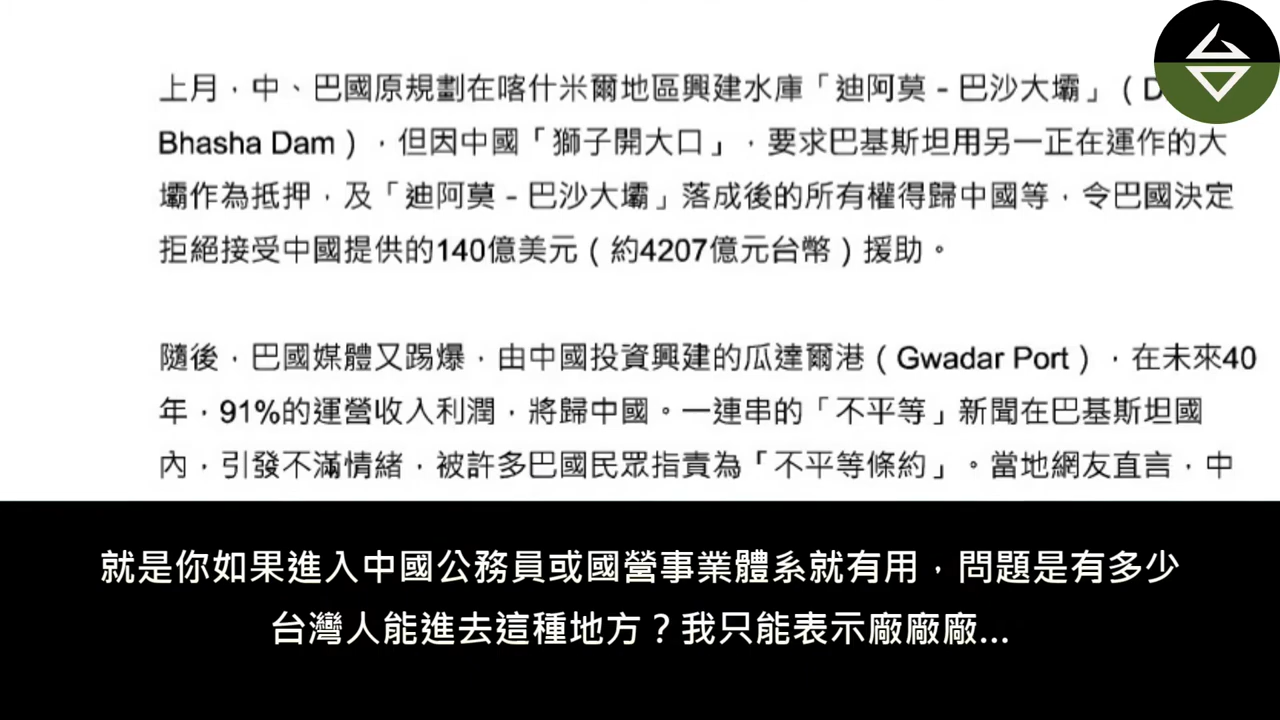 上月，中、巴國原規劃在喀什米爾地區興建水庫「迪阿莫－巴沙大壩」（D
Bhasha Dam），但因中國「獅子開大口」，要求巴基斯坦用另一正在運作的大
壩作為抵押，及「迪阿莫－巴沙大壩」落成後的所有權得歸中國等，令巴國決定
拒絕接受中國提供的140億美元（約4207億元台幣）援助。
隨後，巴國媒體又踢爆，由中國投資興建的瓜達爾港（Gwadar Port），在未來40
年，91%的運營收入利潤，將歸中國。一連串的「不平等」新聞在巴基斯坦國
內，引發不滿情緒，被許多巴國民眾指責為「不平等條約」。當地網友直言，中
就是你如果進入中國公務員或國營事業體系就有用，問題是有多少
台灣人能進去這種地方？我只能表示廠廠廠...